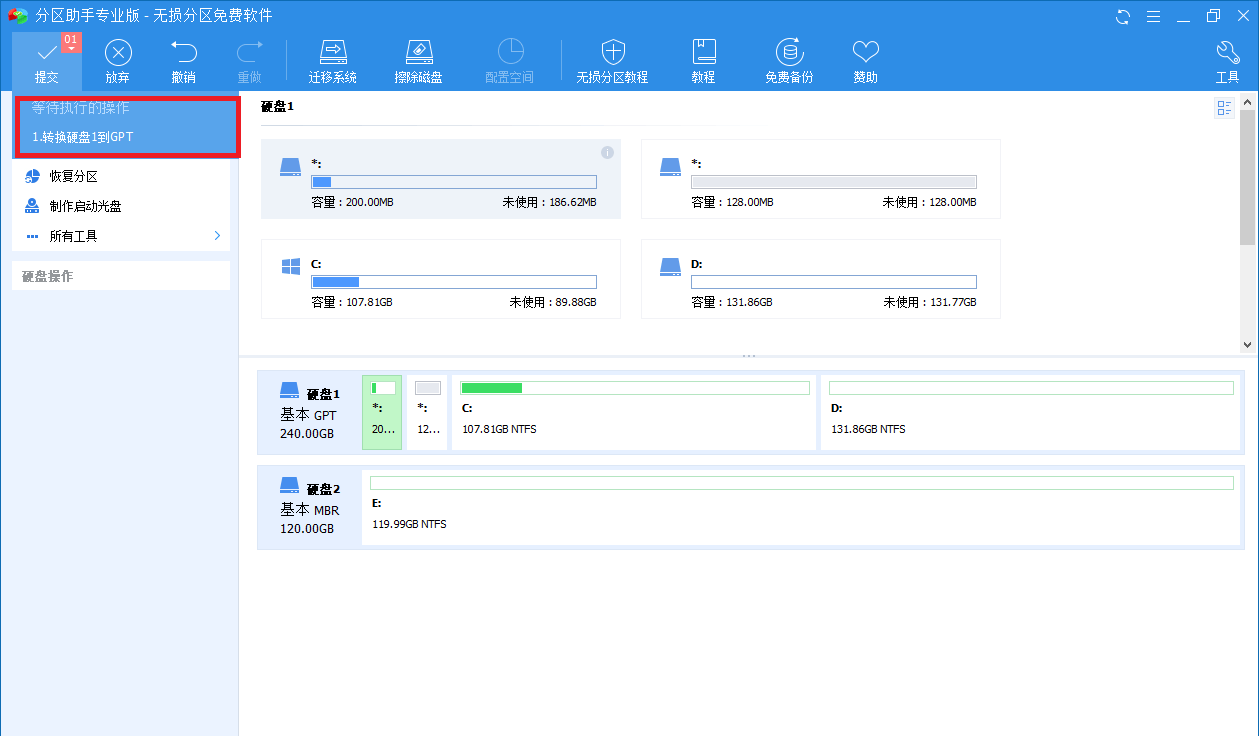 分区助手专业版 - 无损分区免费软件
01
提交
放弃
撤销
重做
迁移系统
擦除磁盘
配置空间
无损分区教程
教程
免费备份
赞助
工具
等待执行的操作
1.转换硬盘1到GPT
恢复分区
制作启动光盘
所有工具
硬盘操作
硬盘1
*:
容量 : 200.00MB 未使用 : 186.62MB
*:
容量 : 128.00MB 未使用 : 128.00MB
C:
容量 : 107.81GB 未使用 : 89.88GB
D:
容量 : 131.86GB 未使用 : 131.77GB
硬盘1
基本 GPT
240.00GB
*:
20...
*:
12...
C:
107.81GB NTFS
D:
131.86GB NTFS
硬盘2
基本 MBR
120.00GB
E:
119.99GB NTFS